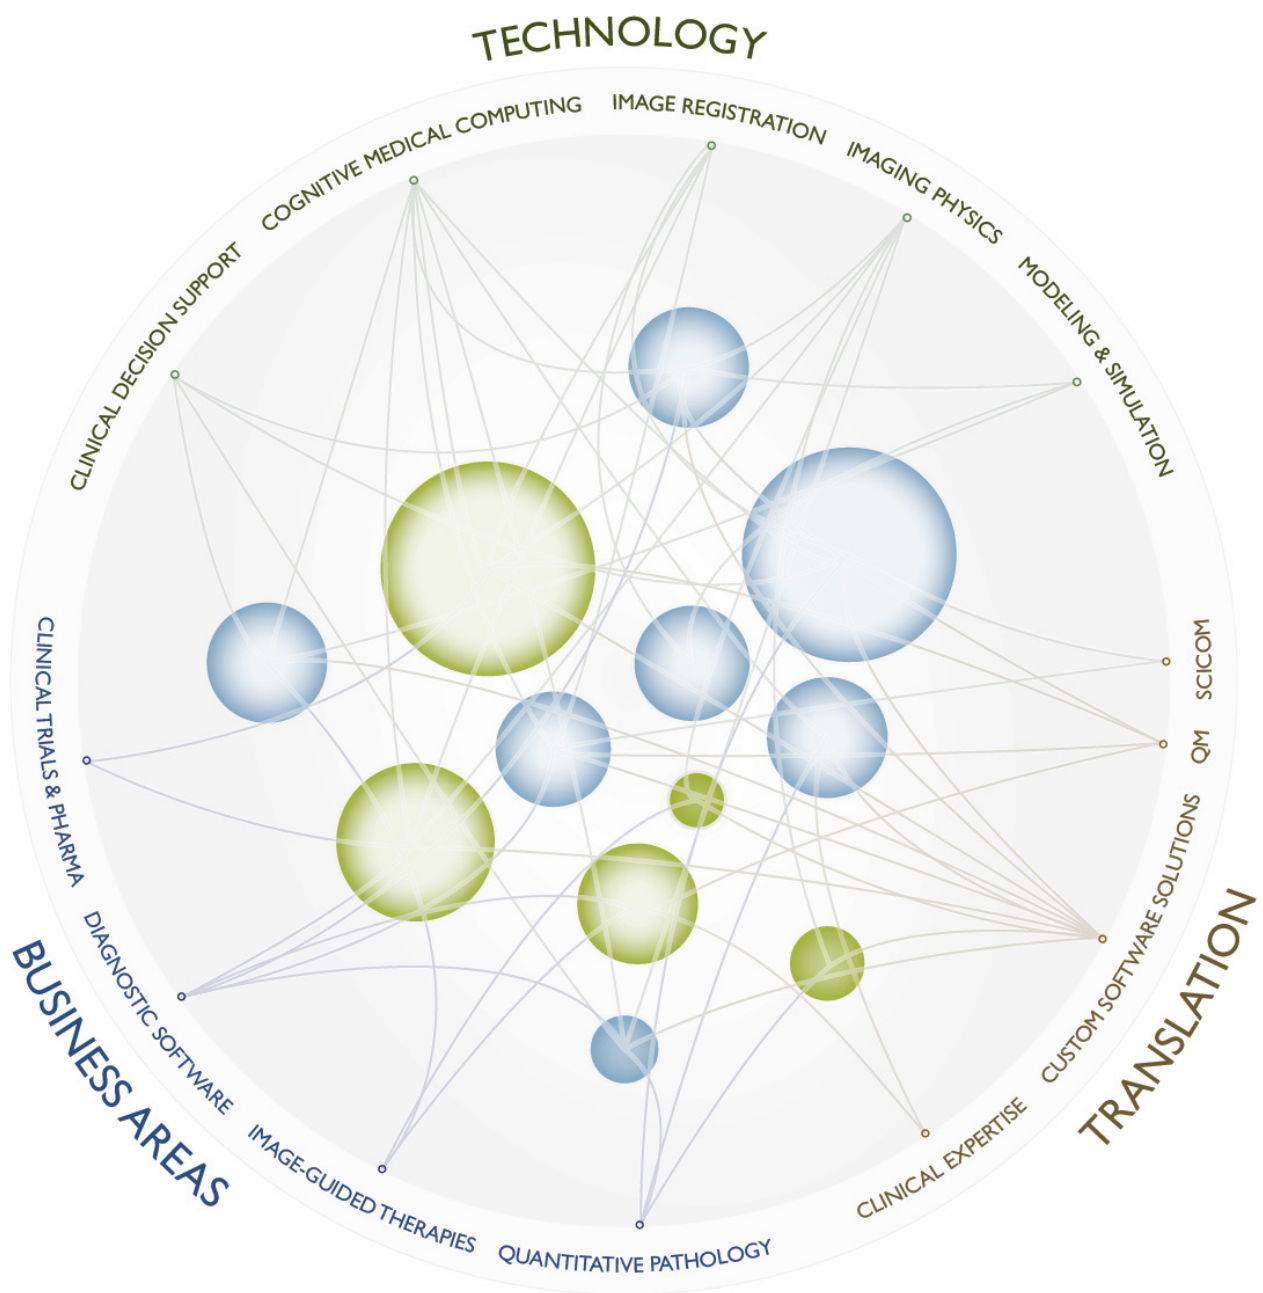 TECHNOLOGY
CLINICAL DECISION SUPPORT
COGNITIVE MEDICAL COMPUTING
IMAGE REGISTRATION
IMAGING PHYSICS
MODELING & SIMULATION
SCICOM
QM
CUSTOM SOFTWARE SOLUTIONS
CLINICAL EXPERTISE
TRANSLATION
CLINICAL TRIALS & PHARMA
DIAGNOSTIC SOFTWARE
IMAGE-GUIDED THERAPIES
QUANTITATIVE PATHOLOGY
BUSINESS AREAS